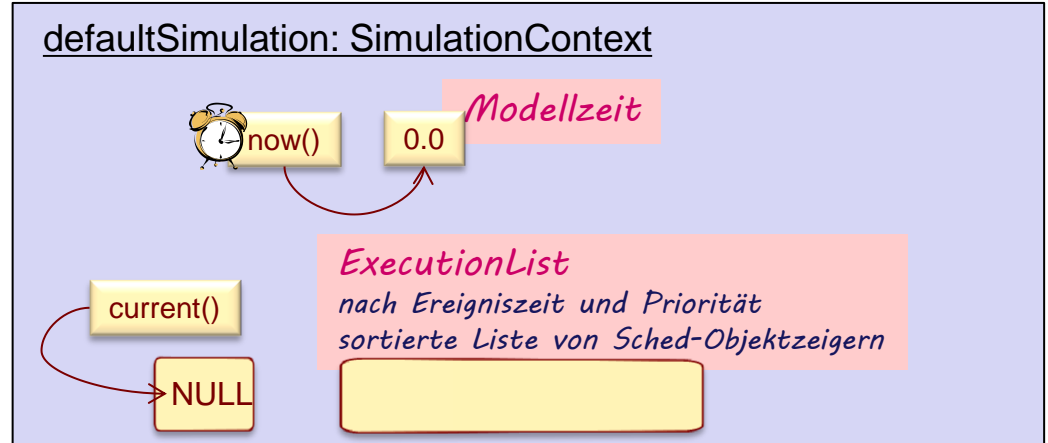 defaultSimulation: SimulationContext
Modellzeit
now()
0.0
ExecutionList
nach Ereigniszeit und Priorität
sortierte Liste von Sched-Objektzeigern
current()
NULL